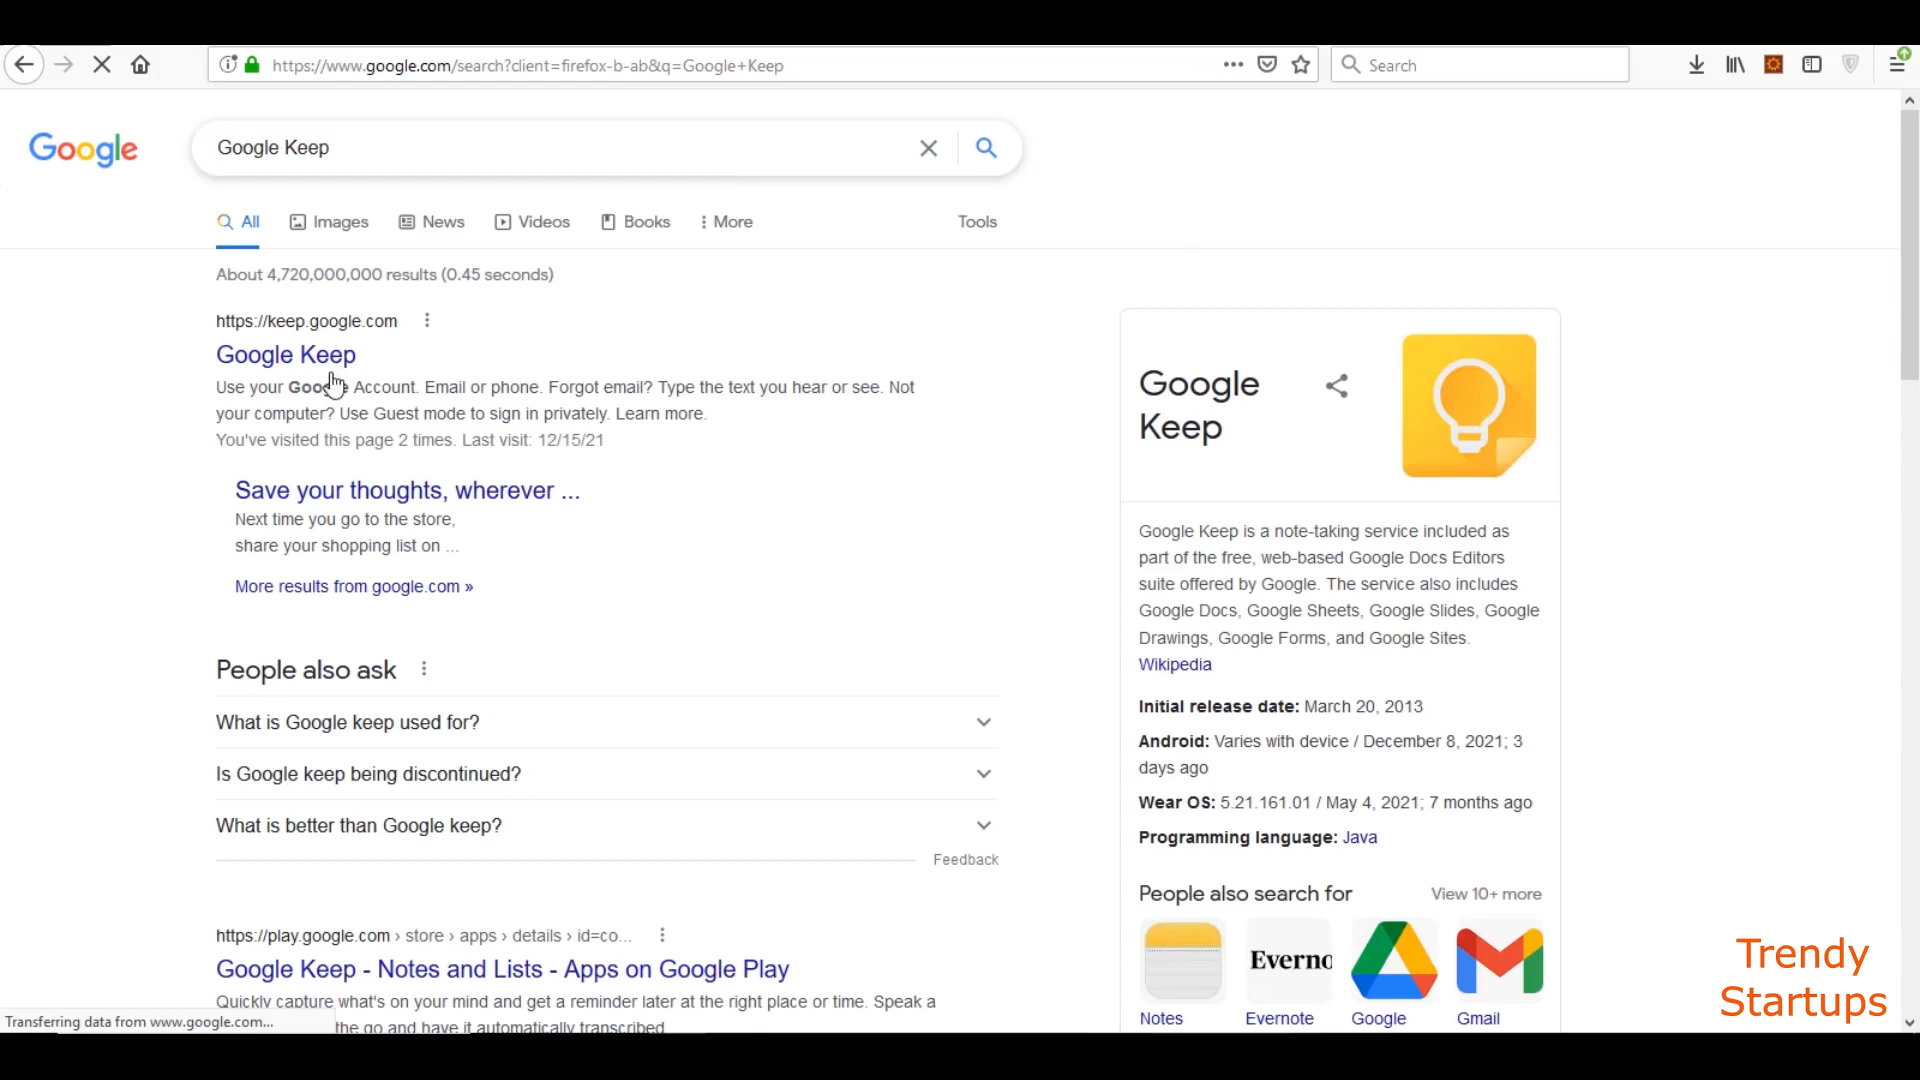 https://www.google.com/search?client=firefox-b-ab&q=Google+Keep
Search
Google
Google Keep
All
Images
News
Videos
Books
More
Tools
About 4,720,000,000 results (0.45 seconds)
https://keep.google.com
Google Keep
Use your Google Account. Email or phone. Forgot email? Type the text you hear or see. Not
your computer? Use Guest mode to sign in privately. Learn more.
You've visited this page 2 times. Last visit: 12/15/21
Save your thoughts, wherever ...
Next time you go to the store,
share your shopping list on ...
More results from google.com »
People also ask
What is Google keep used for?
Is Google keep being discontinued?
What is better than Google keep?
Feedback
https://play.google.com › store › apps › details › id=co...
Google Keep - Notes and Lists - Apps on Google Play
Quickly capture what's on your mind and get a reminder later at the right place or time. Speak a
the go and have it automatically transcribed
Transferring data from www.google.com...
Google
Keep
Google Keep is a note-taking service included as
part of the free, web-based Google Docs Editors
suite offered by Google. The service also includes
Google Docs, Google Sheets, Google Slides, Google
Drawings, Google Forms, and Google Sites.
Wikipedia
Initial release date: March 20, 2013
Android: Varies with device / December 8, 2021; 3
days ago
Wear OS: 5.21.161.01 / May 4, 2021; 7 months ago
Programming language: Java
People also search for
View 10+ more
Everno
Notes
Evernote
Google
Gmail
Trendy
Startups